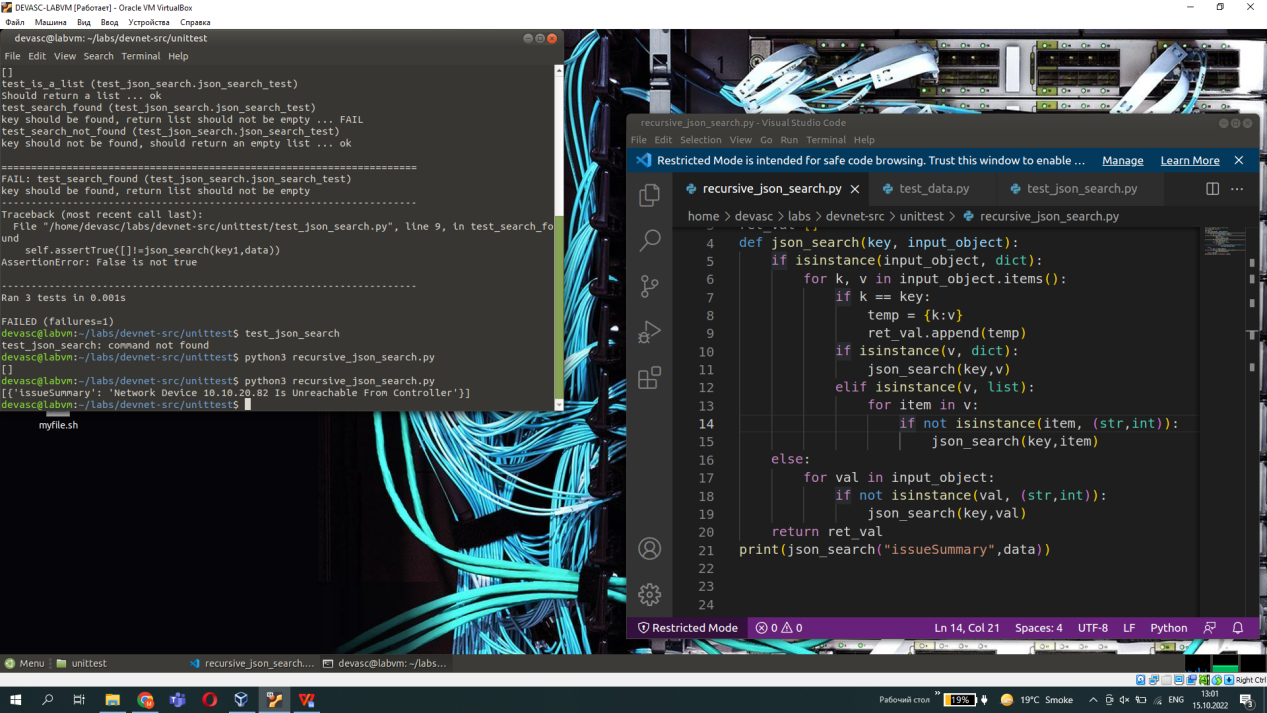 DEVASC-LABVM [Работает] - Oracle VM VirtualBox
Файл Машина Вид Ввод Устройства Справка
devasc@labvm: ~/labs/devnet-src/unittest
File Edit View Search Terminal Help
[]
test_is_a_list (test_json_search.json_search_test)
Should return a list ... ok
test_search_found (test_json_search.json_search_test)
key should be found, return list should not be empty ... FAIL
test_search_not_found (test_json_search.json_search_test)
key should not be found, should return an empty list ... ok
======================================================================
FAIL: test_search_found (test_json_search.json_search_test)
key should be found, return list should not be empty
----------------------------------------------------------------------
Traceback (most recent call last):
File "/home/devasc/labs/devnet-src/unittest/test_json_search.py", line 9, in test_search_fo
und
self.assertTrue([]!=json_search(key1,data))
AssertionError: False is not true
----------------------------------------------------------------------
Ran 3 tests in 0.001s
FAILED (failures=1)
devasc@labvm:~/labs/devnet-src/unittest$ test_json_search
test_json_search: command not found
devasc@labvm:~/labs/devnet-src/unittest$ python3 recursive_json_search.py
[]
devasc@labvm:~/labs/devnet-src/unittest$ python3 recursive_json_search.py
[{'issueSummary': 'Network Device 10.10.20.82 Is Unreachable From Controller'}]
devasc@labvm:~/labs/devnet-src/unittest$
myfile.sh
recursive_json_search.py - Visual Studio Code
File Edit Selection View Go Run Terminal Help
Restricted Mode is intended for safe code browsing. Trust this window to enable ... Manage Learn More
recursive_json_search.py test_data.py test_json_search.py
home > devasc > labs > devnet-src > unittest > recursive_json_search.py
4 def json_search(key, input_object):
5 if isinstance(input_object, dict):
6 for k, v in input_object.items():
7 if k == key:
8 temp = {k:v}
9 ret_val.append(temp)
10 if isinstance(v, dict):
11 json_search(key,v)
12 elif isinstance(v, list):
13 for item in v:
14 if not isinstance(item, (str,int)):
15 json_search(key,item)
16 else:
17 for val in input_object:
18 if not isinstance(val, (str,int)):
19 json_search(key,val)
20 return ret_val
21 print(json_search("issueSummary",data))
22
23
24
Restricted Mode 0 0 Ln 14, Col 21 Spaces: 4 UTF-8 LF Python
Menu unittest recursive_json_search.... devasc@labvm: ~/labs...
Right Ctrl
Рабочий стол » 19% 19°C Smoke ENG 13:01
15.10.2022 3